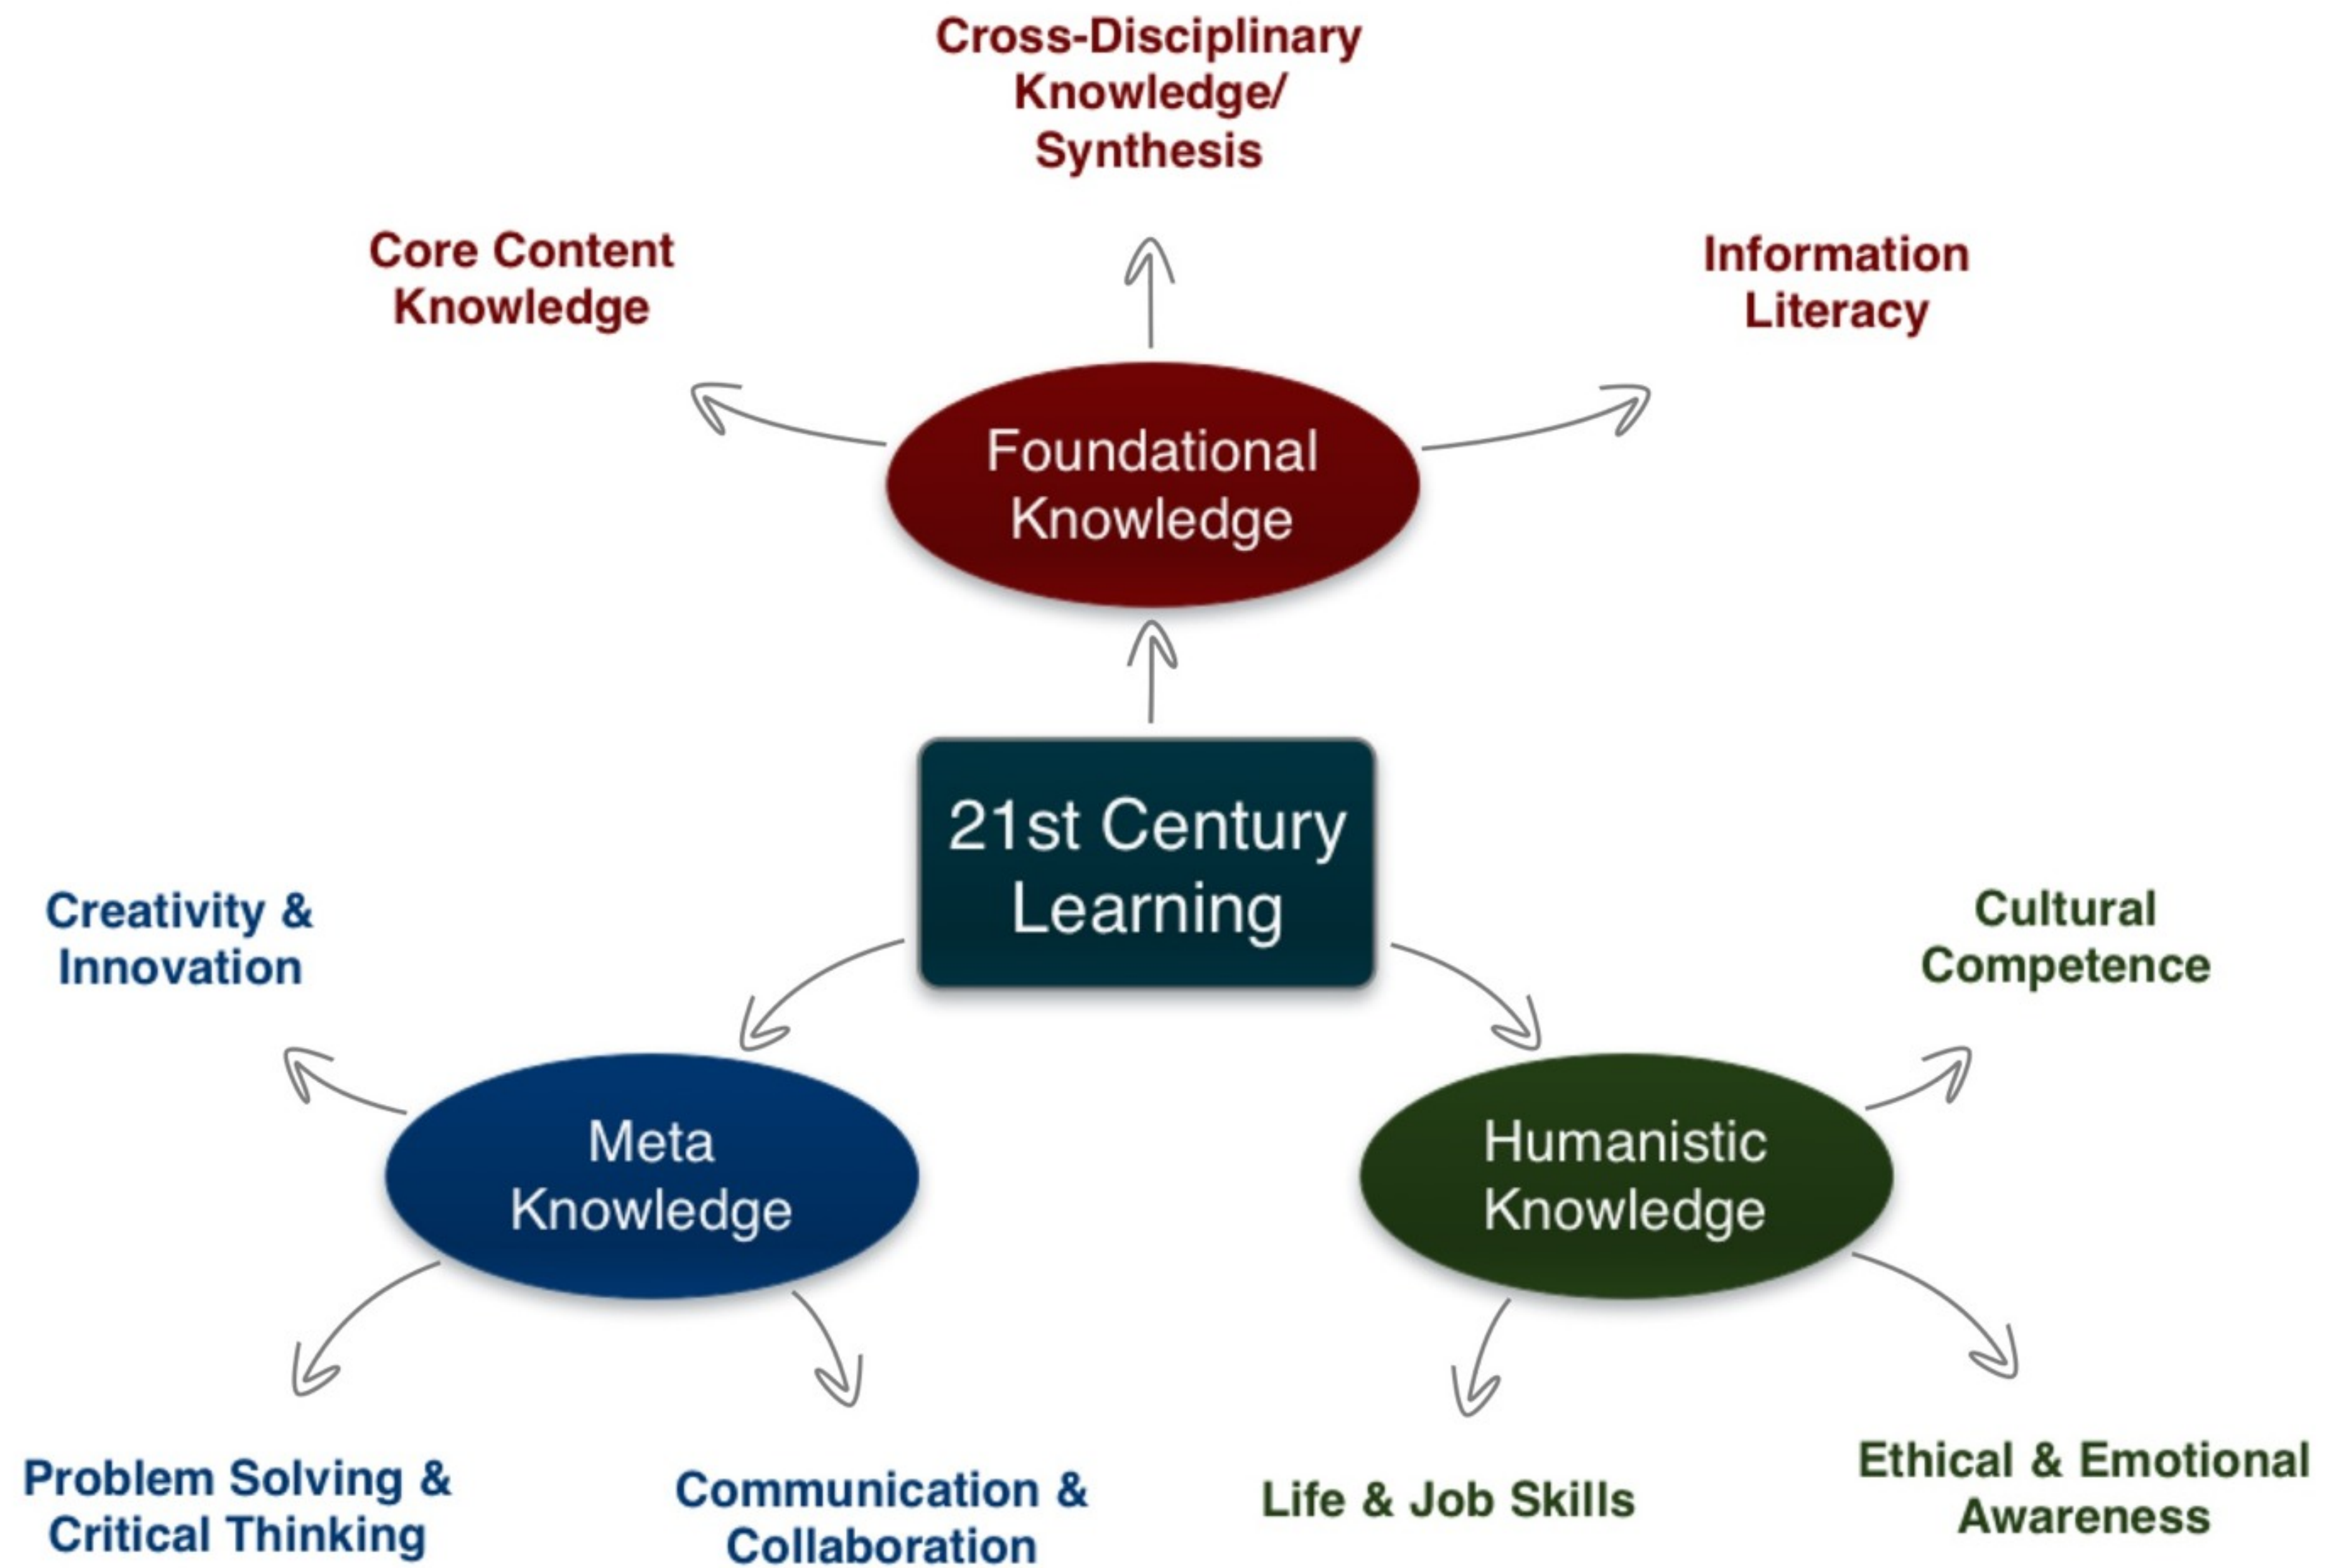 Cross-Disciplinary
Knowledge/
Synthesis
Core Content
Knowledge
Information
Literacy
Foundational
Knowledge
21st Century
Learning
Creativity &
Innovation
Cultural
Competence
Meta
Knowledge
Humanistic
Knowledge
Problem Solving &
Critical Thinking
Communication &
Collaboration
Life & Job Skills
Ethical & Emotional
Awareness